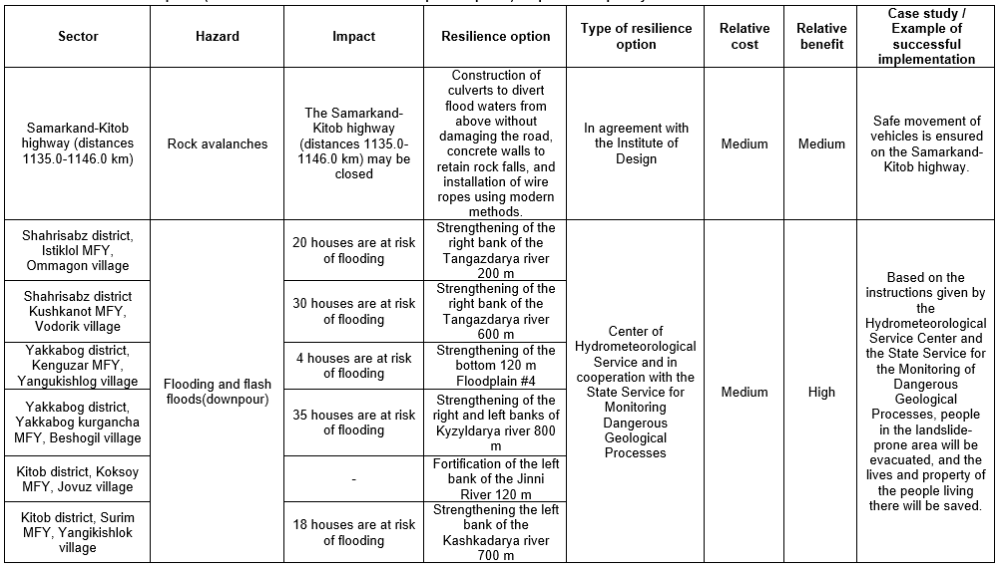 Sector
Hazard
Impact
Resilience option
Type of resilience
option
Relative
cost
Relative
benefit
Case study /
Example of
successful
implementation
Samarkand-Kitob
highway (distances
1135.0-1146.0 km)
Rock avalanches
The Samarkand-
Kitob highway
(distances 1135.0-
1146.0 km) may be
closed
Construction of
culverts to divert
flood waters from
above without
damaging the road,
concrete walls to
retain rock falls, and
installation of wire
ropes using modern
methods.
In agreement with
the Institute of
Design
Medium
Medium
Safe movement of
vehicles is ensured
on the Samarkand-
Kitob highway.
Shahrisabz district,
Istiklol MFY,
Ommagon village
Flooding and flash
floods(downpour)
20 houses are at risk
of flooding
Strengthening of the
right bank of the
Tangazdarya river
200 m
Center of
Hydrometeorological
Service and in
cooperation with the
State Service for
Monitoring
Dangerous
Geological
Processes
Medium
High
Based on the
instructions given by
the
Hydrometeorological
Service Center and
the State Service for
the Monitoring of
Dangerous
Geological
Processes, people
in the landslide-
prone area will be
evacuated, and the
lives and property of
the people living
there will be saved.
Shahrisabz district
Kushkanot MFY,
Vodorik village
30 houses are at risk
of flooding
Strengthening of the
right bank of the
Tangazdarya river
600 m
Yakkabog district,
Kenguzar MFY,
Yangukishlog village
4 houses are at risk
of flooding
Strengthening of the
bottom 120 m
Floodplain #4
Yakkabog district,
Yakkabog kurgancha
MFY, Beshogil village
35 houses are at risk
of flooding
Strengthening of the
right and left banks of
Kyzyldarya river 800
m
Kitob district, Koksoy
MFY, Jovuz village
-
Fortification of the left
bank of the Jinni
River 120 m
Kitob district, Surim
MFY, Yangikishlok
village
18 houses are at risk
of flooding
Strengthening the left
bank of the
Kashkadarya river
700 m